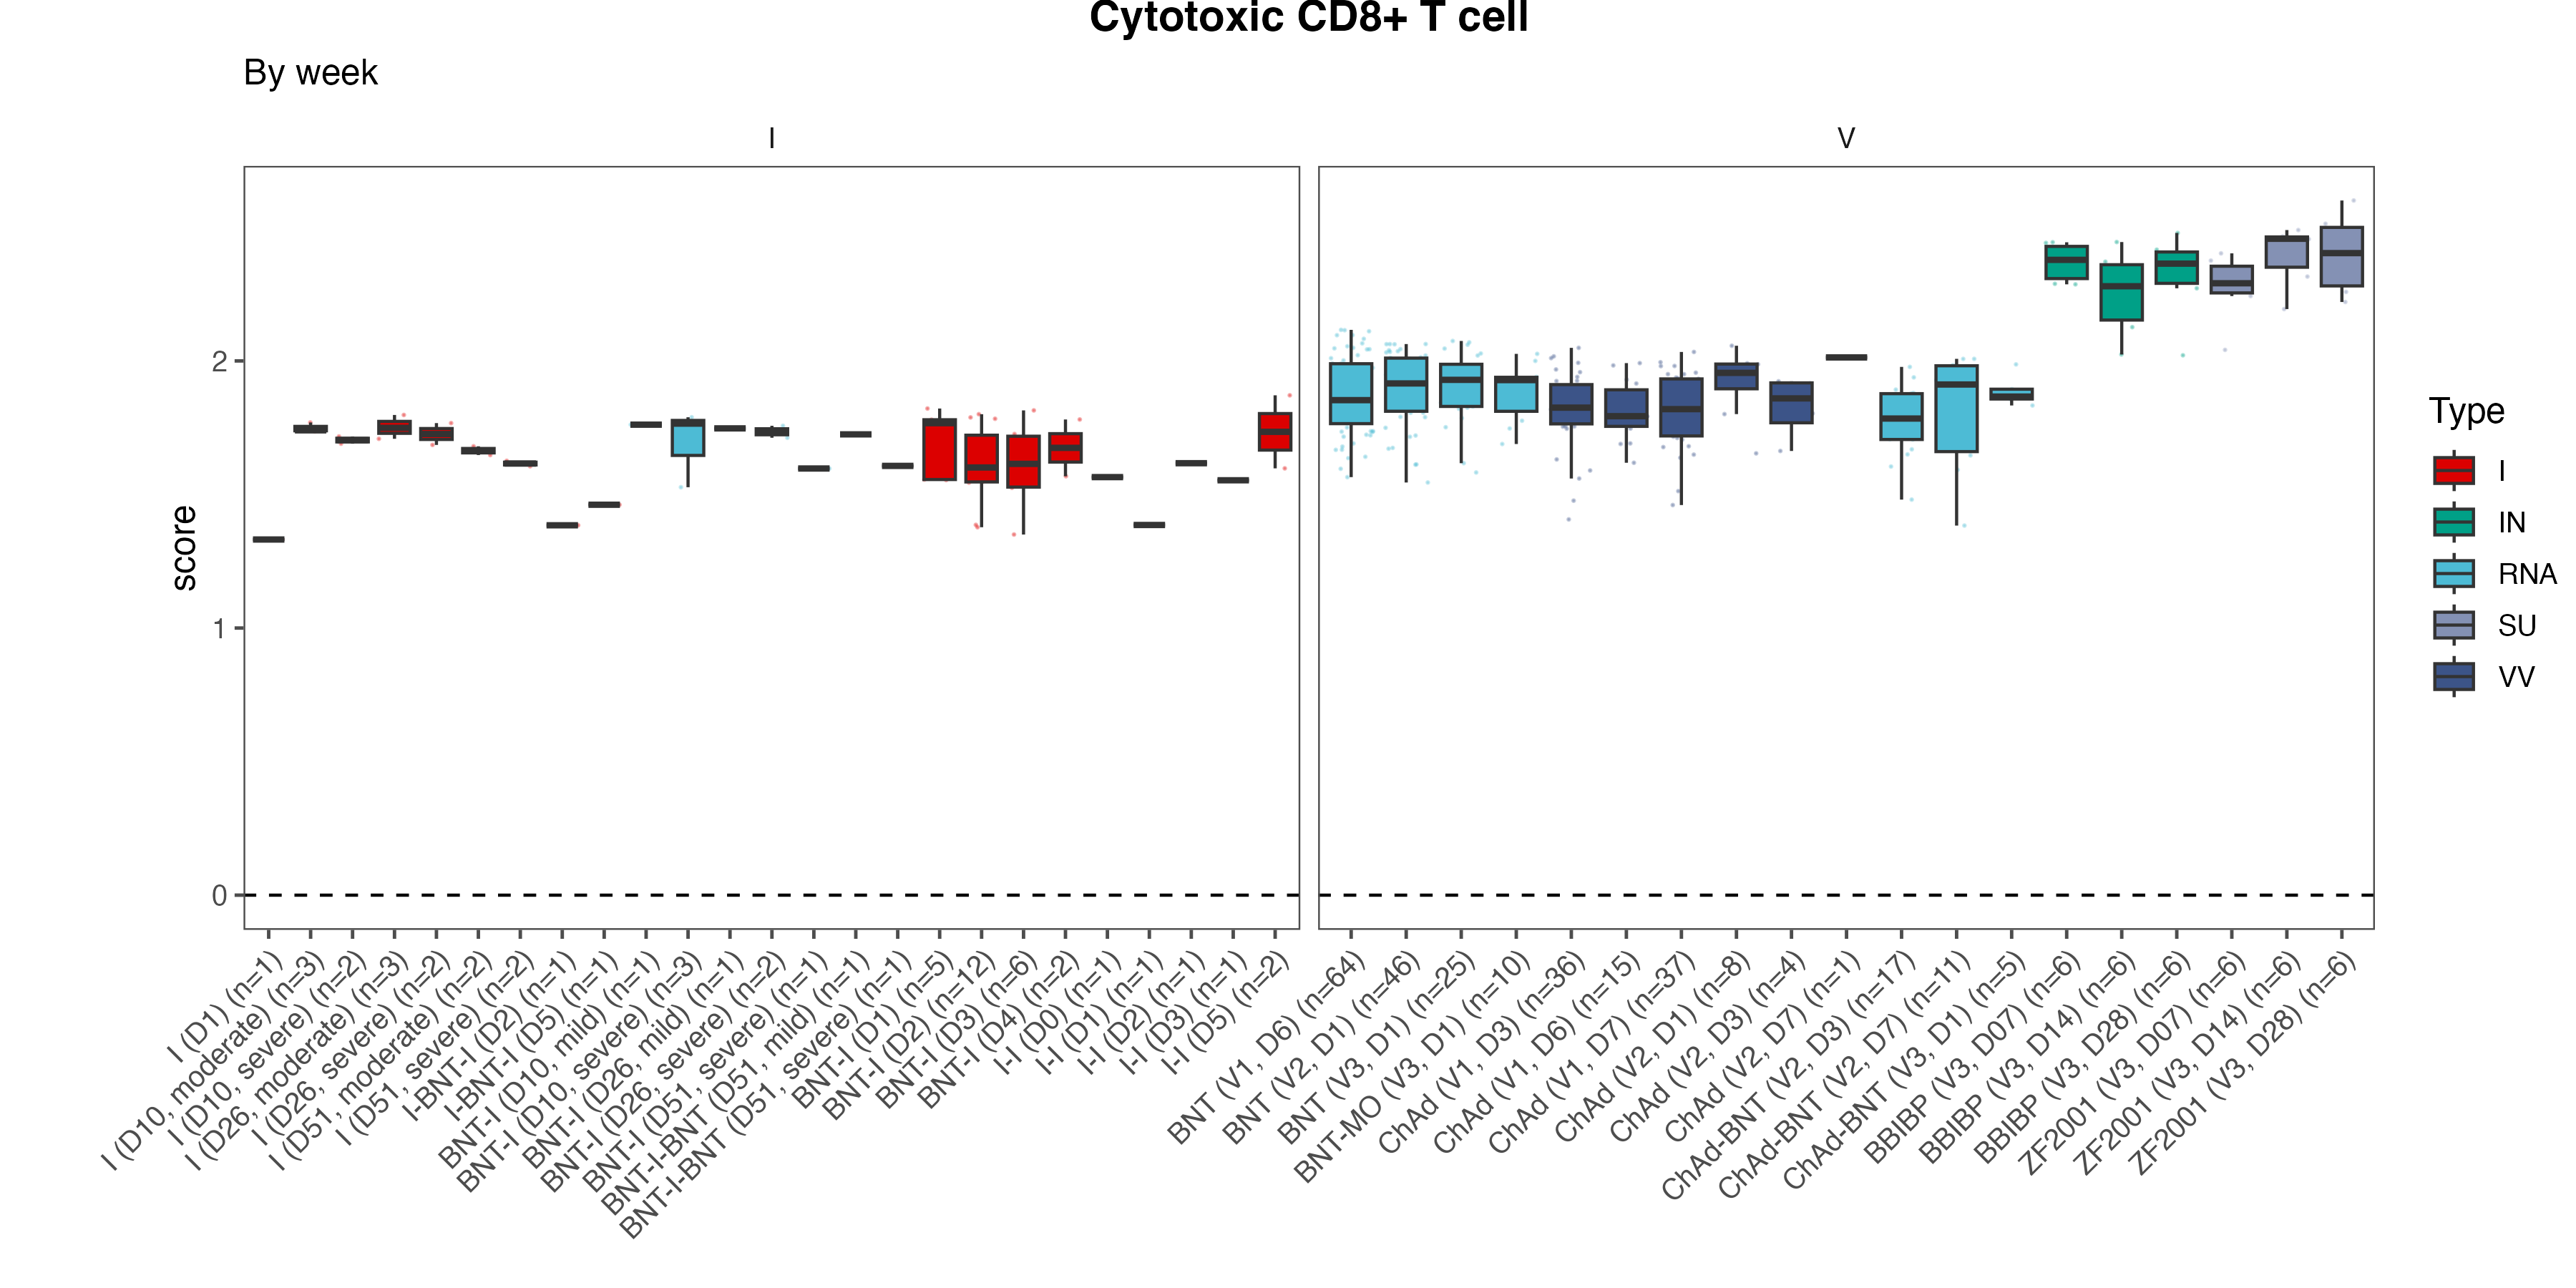 Cytotoxic CD8+ T cell
By week
I
V
score
2
1
0
I (D1) (n=1)
I (D10, moderate) (n=3)
I (D10, severe) (n=2)
I (D26, moderate) (n=3)
I (D26, severe) (n=2)
I (D51, moderate) (n=2)
I (D51, severe) (n=2)
I-BNT-I (D2) (n=1)
I-BNT-I (D5) (n=1)
BNT-I (D10, mild) (n=1)
BNT-I (D10, severe) (n=3)
BNT-I (D26, mild) (n=1)
BNT-I (D26, severe) (n=2)
BNT-I (D51, severe) (n=1)
BNT-I-BNT (D51, mild) (n=1)
BNT-I-BNT (D51, severe) (n=1)
BNT-I (D1) (n=5)
BNT-I (D2) (n=12)
BNT-I (D3) (n=6)
BNT-I (D4) (n=2)
I-I (D0) (n=1)
I-I (D1) (n=1)
I-I (D2) (n=1)
I-I (D3) (n=1)
I-I (D5) (n=2)
BNT (V1, D6) (n=64)
BNT (V2, D1) (n=46)
BNT (V3, D1) (n=25)
BNT-MO (V3, D1) (n=10)
ChAd (V1, D3) (n=36)
ChAd (V1, D6) (n=15)
ChAd (V1, D7) (n=37)
ChAd (V2, D1) (n=8)
ChAd (V2, D3) (n=4)
ChAd (V2, D7) (n=1)
ChAd-BNT (V2, D3) (n=17)
ChAd-BNT (V2, D7) (n=11)
ChAd-BNT (V3, D1) (n=5)
BBIBP (V3, D07) (n=6)
BBIBP (V3, D14) (n=6)
BBIBP (V3, D28) (n=6)
ZF2001 (V3, D07) (n=6)
ZF2001 (V3, D14) (n=6)
ZF2001 (V3, D28) (n=6)
Type
I
IN
RNA
SU
VV